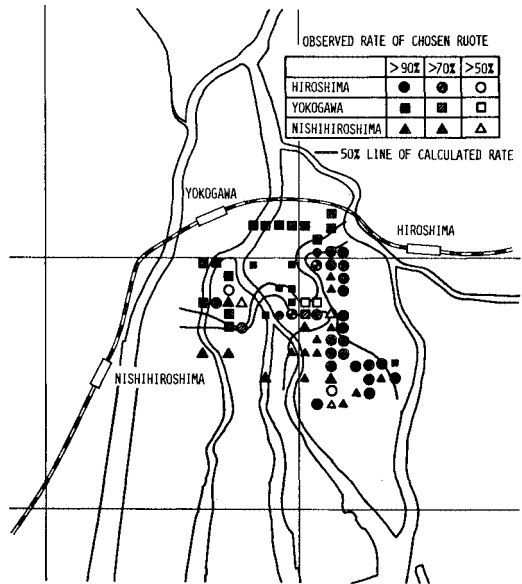 OBSERVED RATE OF CHOSEN RUOTE
>90% >70% >50%
HIROSHIMA
YOKOGAWA
NISHIHIROSHIMA
50% LINE OF CALCULATED RATE
YOKOGAWA
HIROSHIMA
NISHIHIROSHIMA